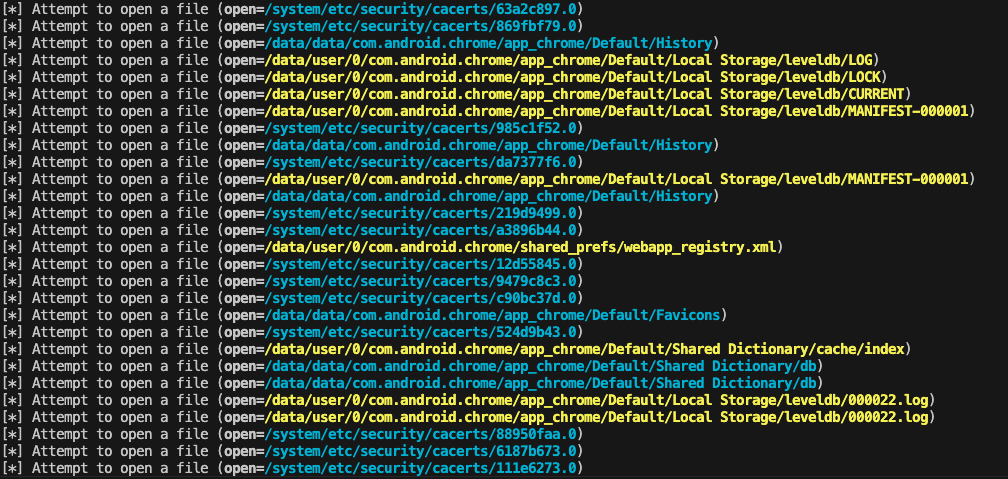 [*] Attempt to open a file (open=/system/etc/security/cacerts/63a2c897.0)
[*] Attempt to open a file (open=/system/etc/security/cacerts/869fbf79.0)
[*] Attempt to open a file (open=/data/data/com.android.chrome/app_chrome/Default/History)
[*] Attempt to open a file (open=/data/user/0/com.android.chrome/app_chrome/Default/Local Storage/leveldb/LOG)
[*] Attempt to open a file (open=/data/user/0/com.android.chrome/app_chrome/Default/Local Storage/leveldb/LOCK)
[*] Attempt to open a file (open=/data/user/0/com.android.chrome/app_chrome/Default/Local Storage/leveldb/CURRENT)
[*] Attempt to open a file (open=/data/user/0/com.android.chrome/app_chrome/Default/Local Storage/leveldb/MANIFEST-000001)
[*] Attempt to open a file (open=/system/etc/security/cacerts/985c1f52.0)
[*] Attempt to open a file (open=/data/data/com.android.chrome/app_chrome/Default/History)
[*] Attempt to open a file (open=/system/etc/security/cacerts/da7377f6.0)
[*] Attempt to open a file (open=/data/user/0/com.android.chrome/app_chrome/Default/Local Storage/leveldb/MANIFEST-000001)
[*] Attempt to open a file (open=/data/data/com.android.chrome/app_chrome/Default/History)
[*] Attempt to open a file (open=/system/etc/security/cacerts/219d9499.0)
[*] Attempt to open a file (open=/system/etc/security/cacerts/a3896b44.0)
[*] Attempt to open a file (open=/data/user/0/com.android.chrome/shared_prefs/webapp_registry.xml)
[*] Attempt to open a file (open=/system/etc/security/cacerts/12d55845.0)
[*] Attempt to open a file (open=/system/etc/security/cacerts/9479c8c3.0)
[*] Attempt to open a file (open=/system/etc/security/cacerts/c90bc37d.0)
[*] Attempt to open a file (open=/data/data/com.android.chrome/app_chrome/Default/Favicons)
[*] Attempt to open a file (open=/system/etc/security/cacerts/524d9b43.0)
[*] Attempt to open a file (open=/data/user/0/com.android.chrome/app_chrome/Default/Shared Dictionary/cache/index)
[*] Attempt to open a file (open=/data/data/com.android.chrome/app_chrome/Default/Shared Dictionary/db)
[*] Attempt to open a file (open=/data/data/com.android.chrome/app_chrome/Default/Shared Dictionary/db)
[*] Attempt to open a file (open=/data/user/0/com.android.chrome/app_chrome/Default/Local Storage/leveldb/000022.log)
[*] Attempt to open a file (open=/data/user/0/com.android.chrome/app_chrome/Default/Local Storage/leveldb/000022.log)
[*] Attempt to open a file (open=/system/etc/security/cacerts/88950faa.0)
[*] Attempt to open a file (open=/system/etc/security/cacerts/6187b673.0)
[*] Attempt to open a file (open=/system/etc/security/cacerts/111e6273.0)